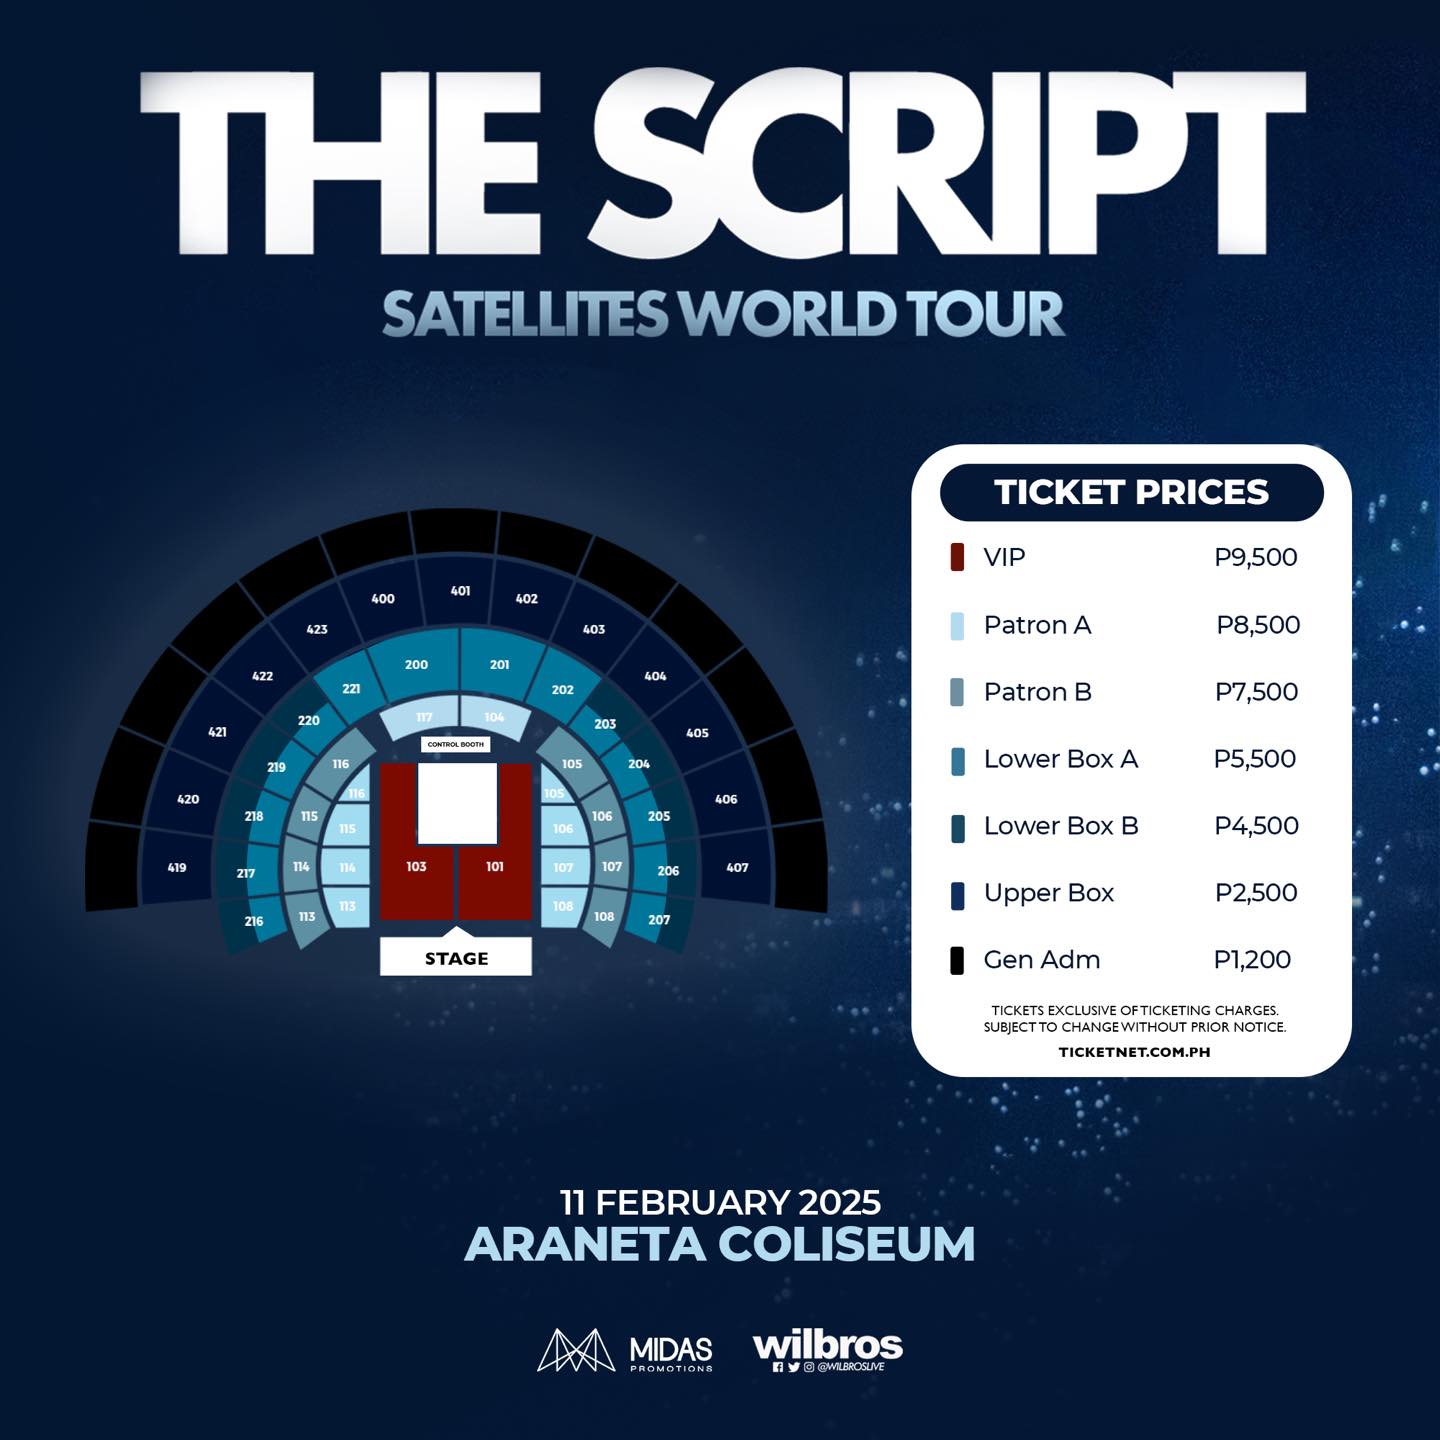 THE SCRIPT
SATELLITES WORLD TOUR
401
400
402
423
403
200
201
422
404
221
202
117
104
220
203
421
405
CONTROL BOOTH
219
116
105
204
420
116
105
406
218
115
115
106
106
205
419
217
114
114
103
101
107
107
206
407
216
113
113
108
108
207
STAGE
TICKET PRICES
VIP P9,500
Patron A P8,500
Patron B P7,500
Lower Box A P5,500
Lower Box B P4,500
Upper Box P2,500
Gen Adm P1,200
TICKETS EXCLUSIVE OF TICKETING CHARGES.
SUBJECT TO CHANGE WITHOUT PRIOR NOTICE.
TICKETNET.COM.PH
11 FEBRUARY 2025
ARANETA COLISEUM
MIDAS
PROMOTIONS
wilbros
@WILBROSLIVE